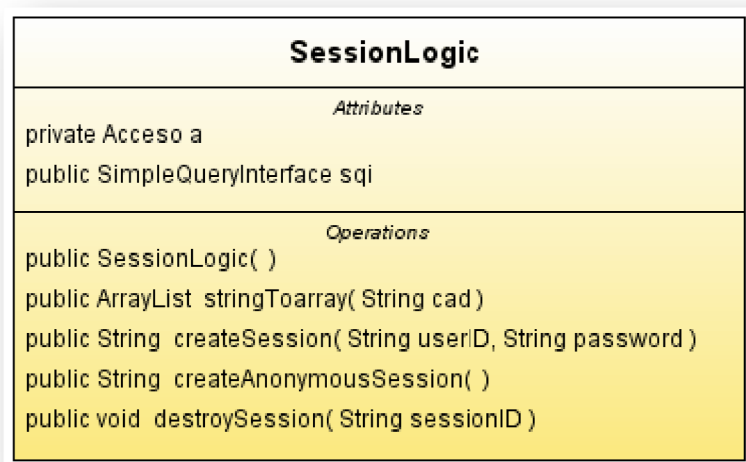 SessionLogic
Attributes
private Acceso a
public SimpleQueryInterface sqi
Operations
public SessionLogic( )
public ArrayList stringToarray( String cad )
public String createSession( String userID, String password )
public String createAnonymousSession( )
public void destroySession( String sessionID )